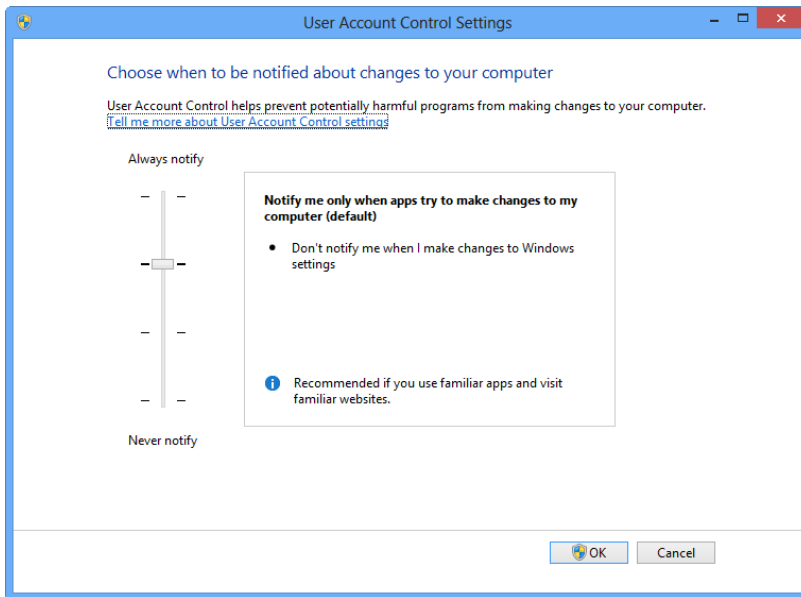 User Account Control Settings
Choose when to be notified about changes to your computer
User Account Control helps prevent potentially harmful programs from making changes to your computer.
Tell me more about User Account Control settings
Always notify
Notify me only when apps try to make changes to my
computer (default)
• Don't notify me when I make changes to Windows
settings
Recommended if you use familiar apps and visit
familiar websites.
Never notify
OK
Cancel